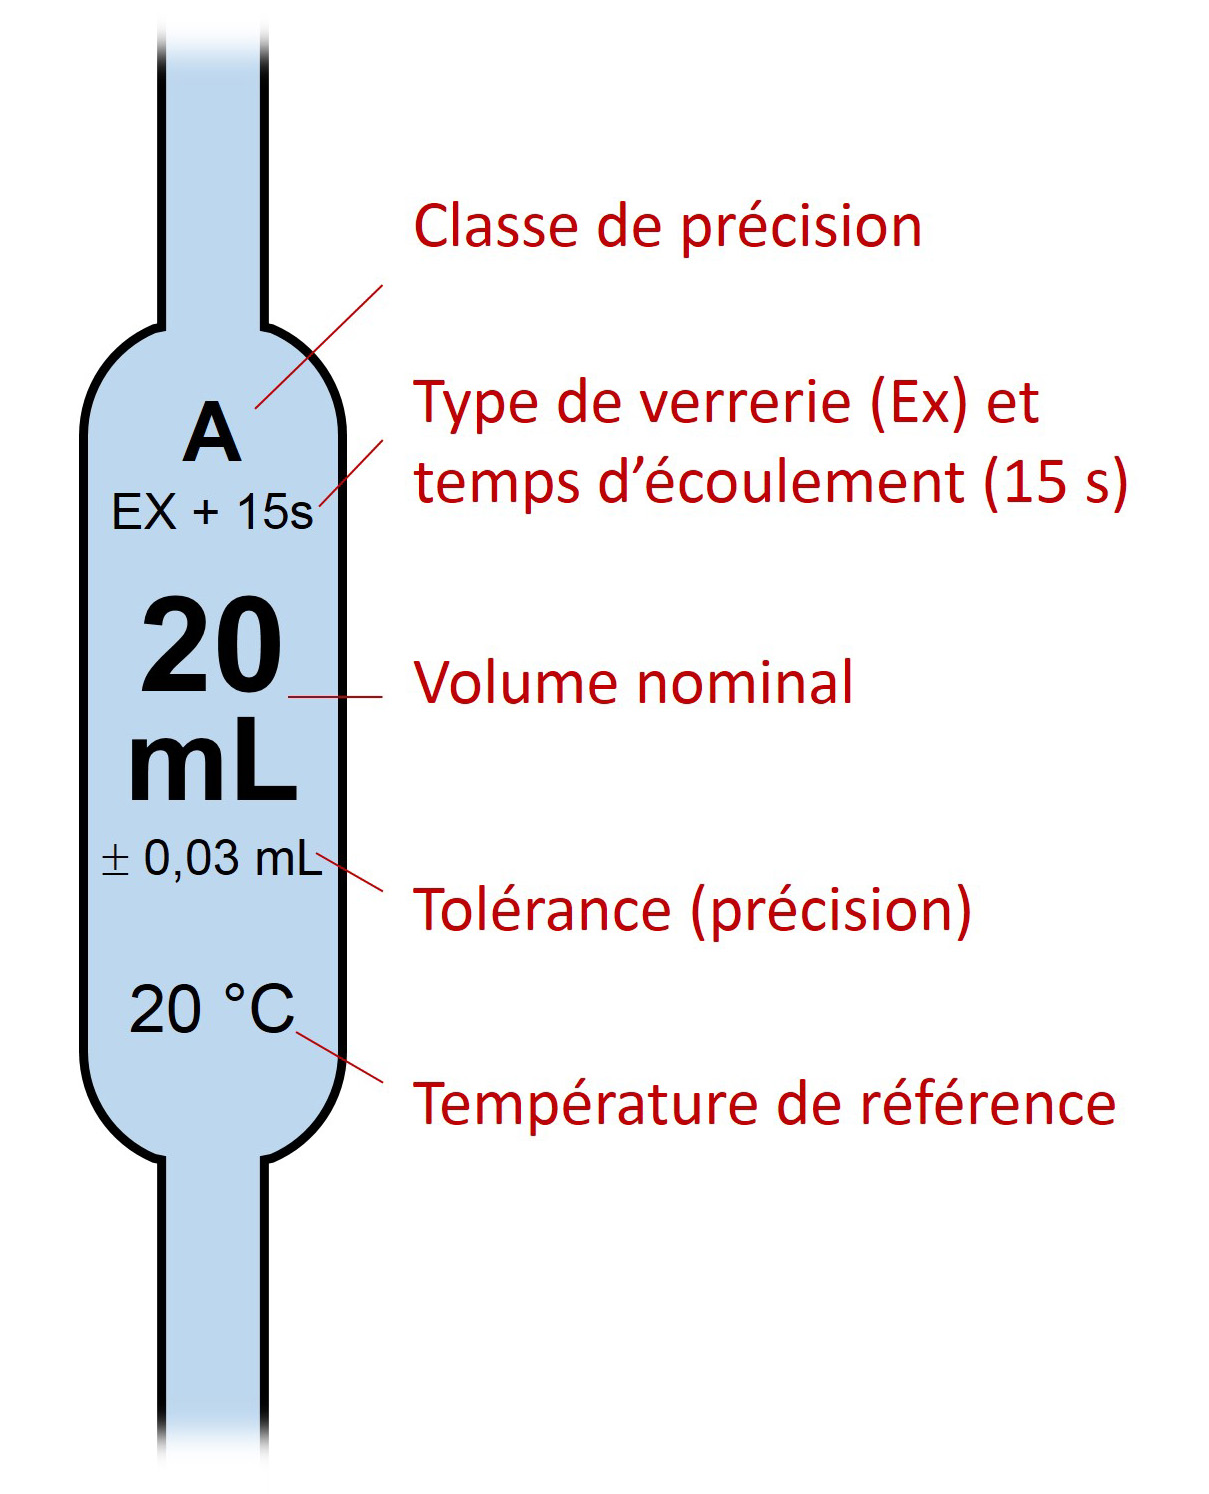 Classe de précision
A
Type de verrerie (Ex) et
temps d’écoulement (15 s)
EX + 15s
20
mL
Volume nominal
± 0,03 mL
Tolérance (précision)
20 °C
Température de référence